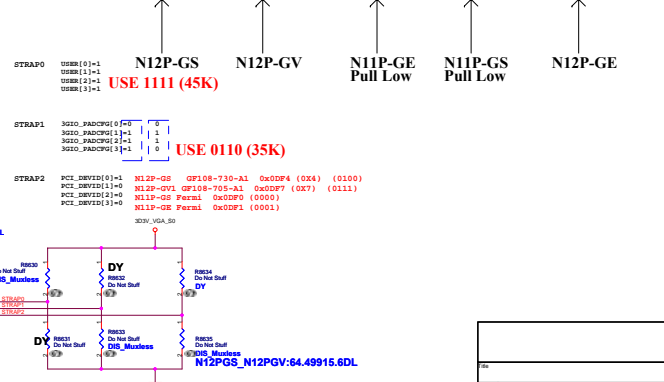 N12P-GS N12P-GV N11P-GE N11P-GS N12P-GE
Pull Low Pull Low
STRAP0 USER[0]=1
USER[1]=1
USER[2]=1
USER[3]=1
USE 1111 (45K)
STRAP1 3GIO_PADCFG[0]=0 0
3GIO_PADCFG[1]=1 1
3GIO_PADCFG[2]=1 1
3GIO_PADCFG[3]=1 0
USE 0110 (35K)
STRAP2 PCI_DEVID[0]=1 N12P-GS GF108-730-A1 0x0DF4 (0X4) (0100)
PCI_DEVID[1]=0 N12P-GV1 GF108-705-A1 0x0DF7 (0X7) (0111)
PCI_DEVID[2]=0 N11P-GS Fermi 0x0DF0 (0000)
PCI_DEVID[3]=0 N11P-GE Fermi 0x0DF1 (0001)
3D3V_VGA_S0
R8630
Do Not Stuff
DIS_Muxless
DY
R8632
Do Not Stuff
R8634
Do Not Stuff
DY
STRAP0
STRAP1
STRAP2
DY
R8631
Do Not Stuff
R8633
Do Not Stuff
DIS_Muxless
R8635
Do Not Stuff
DIS_Muxless
N12PGS_N12PGV:64.49915.6DL
Title